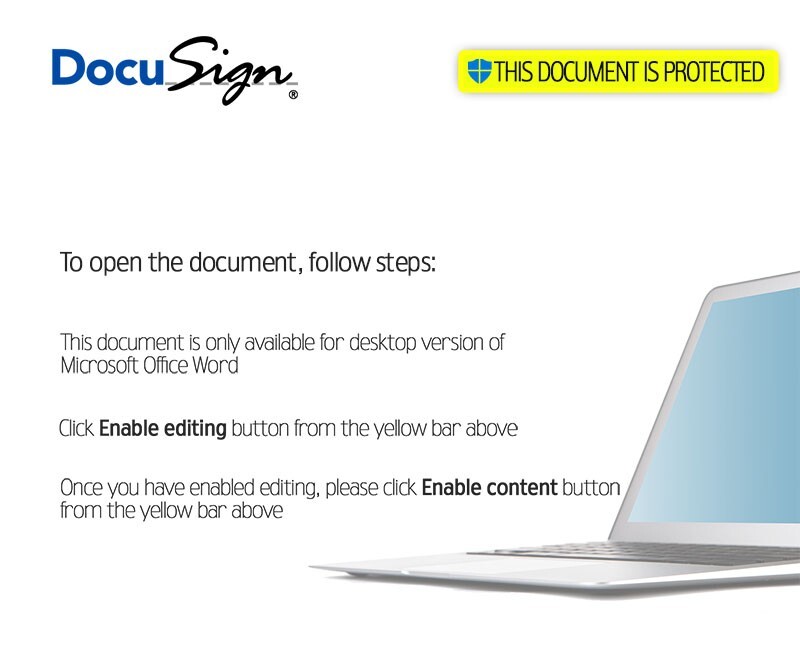 DocuSign®
THIS DOCUMENT IS PROTECTED
To open the document, follow steps:
This document is only available for desktop version of
Microsoft Office Word
Click Enable editing button from the yellow bar above
Once you have enabled editing, please click Enable content button
from the yellow bar above